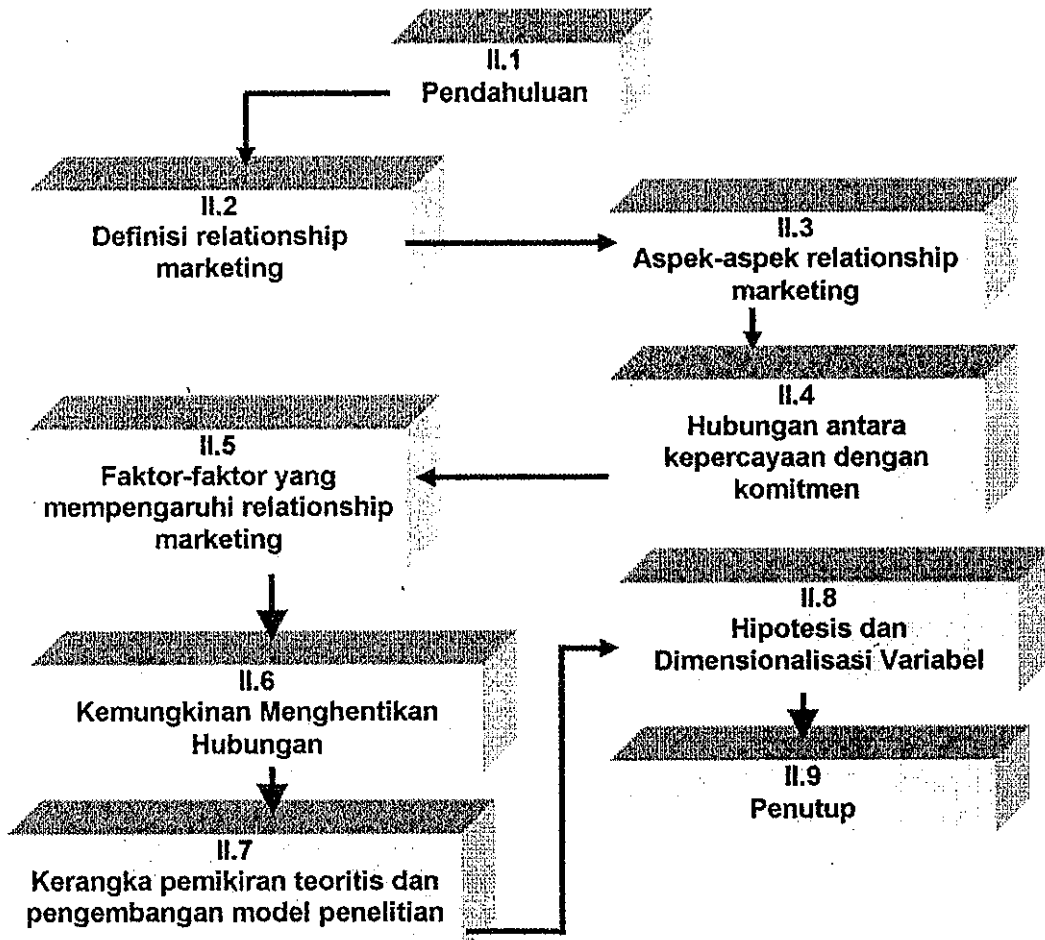 II.1
Pendahuluan
II.2
Definisi relationship
marketing
II.3
Aspek-aspek relationship
marketing
II.4
Hubungan antara
kepercayaan dengan
komitmen
II.5
Faktor-faktor yang
mempengaruhi relationship
marketing
II.6
Kemungkinan Menghentikan
Hubungan
II.7
Kerangka pemikiran teoritis dan
pengembangan model penelitian
II.8
Hipotesis dan
Dimensionalisasi Variabel
II.9
Penutup